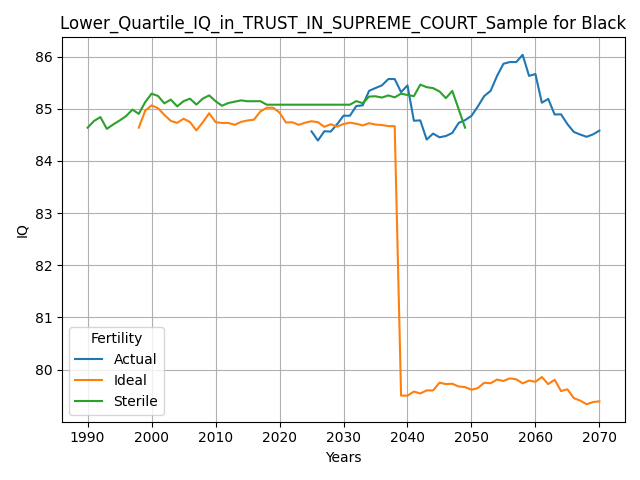 Lower_Quartile_IQ_in_TRUST_IN_SUPREME_COURT_Sample for Black
IQ
86
85
84
83
82
81
80
Fertility
Actual
Ideal
Sterile
1990 2000 2010 2020 2030 2040 2050 2060 2070
Years